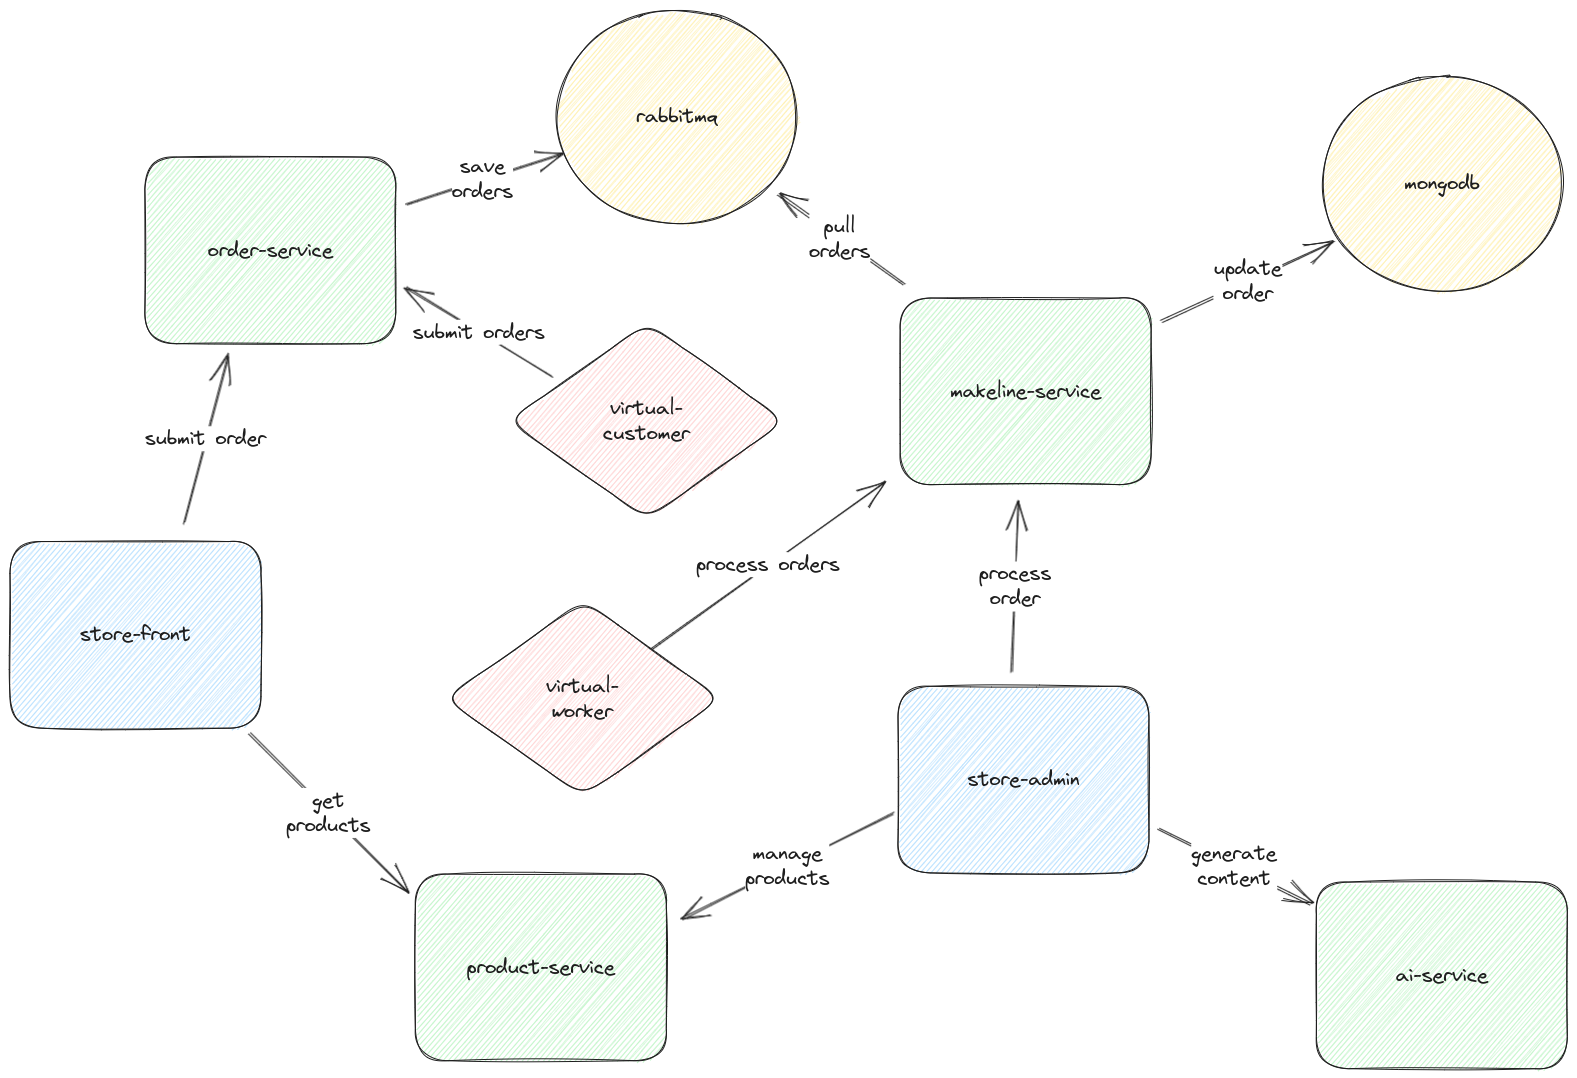 rabbitmq
mongodb
save
orders
order-service
pull
orders
update
order
submit orders
makeline-service
virtual-
customer
submit order
process orders
process
order
store-front
virtual-
worker
store-admin
get
products
manage
products
generate
content
product-service
ai-service